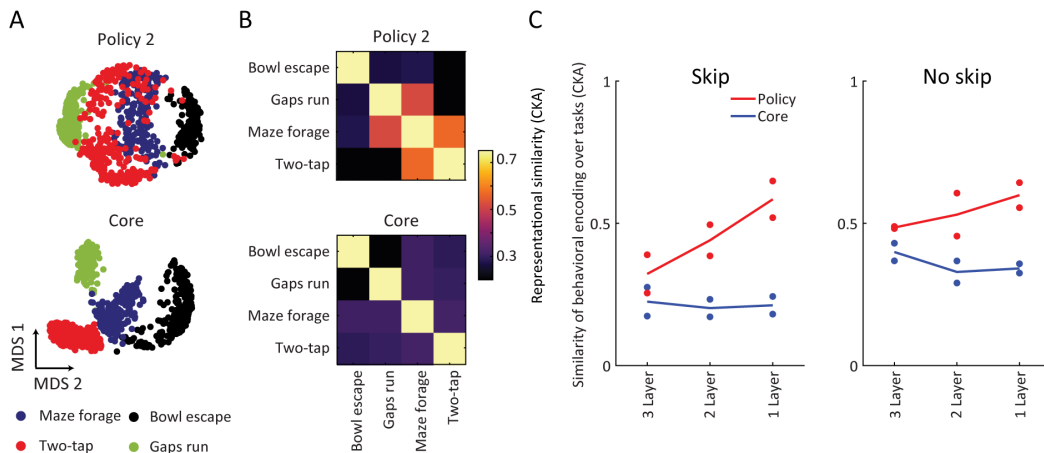 A
Policy 2
Core
MDS 1
MDS 2
Maze forage
Bowl escape
Two-tap
Gaps run
B
Policy 2
Bowl escape
Gaps run
Maze forage
Two-tap
Core
Bowl escape
Gaps run
Maze forage
Two-tap
Bowl escape
Gaps run
Maze forage
Two-tap
0.7
0.5
0.3
Representational similarity (CKA)
C
Similarity of behavioral encoding over tasks (CKA)
Skip
1
0.5
0
Policy
Core
3 Layer
2 Layer
1 Layer
No skip
1
0.5
0
3 Layer
2 Layer
1 Layer